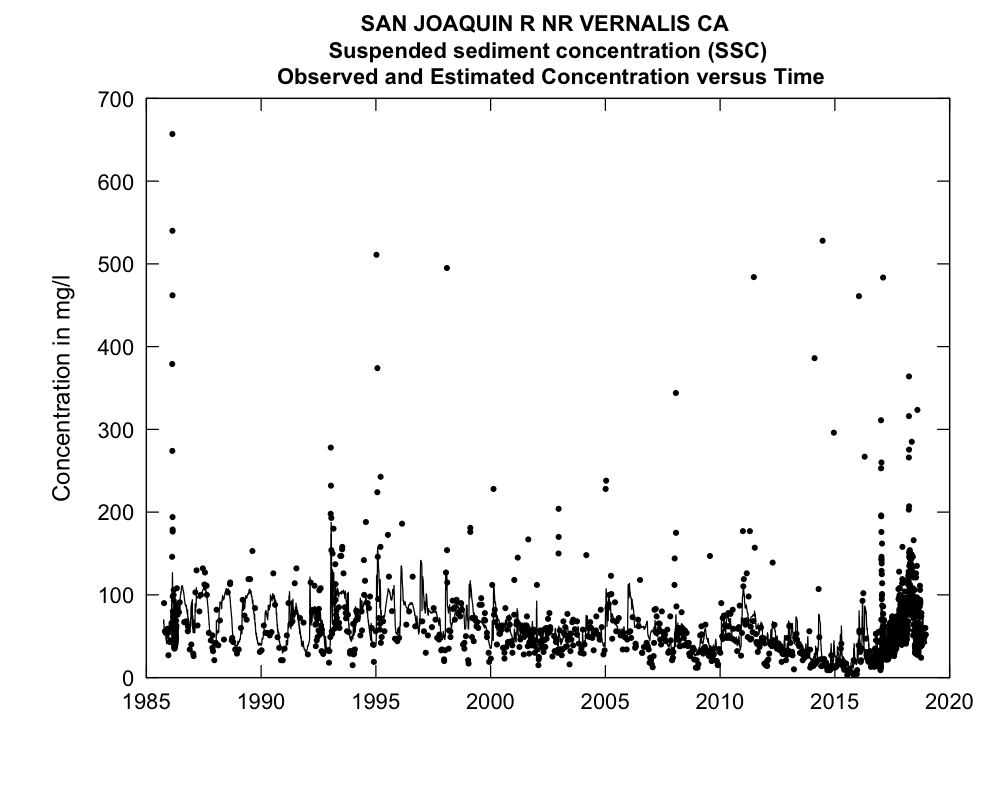 SAN JOAQUIN R NR VERNALIS CA
Suspended sediment concentration (SSC)
Observed and Estimated Concentration versus Time
Concentration in mg/l
700
600
500
400
300
200
100
0
1985 1990 1995 2000 2005 2010 2015 2020